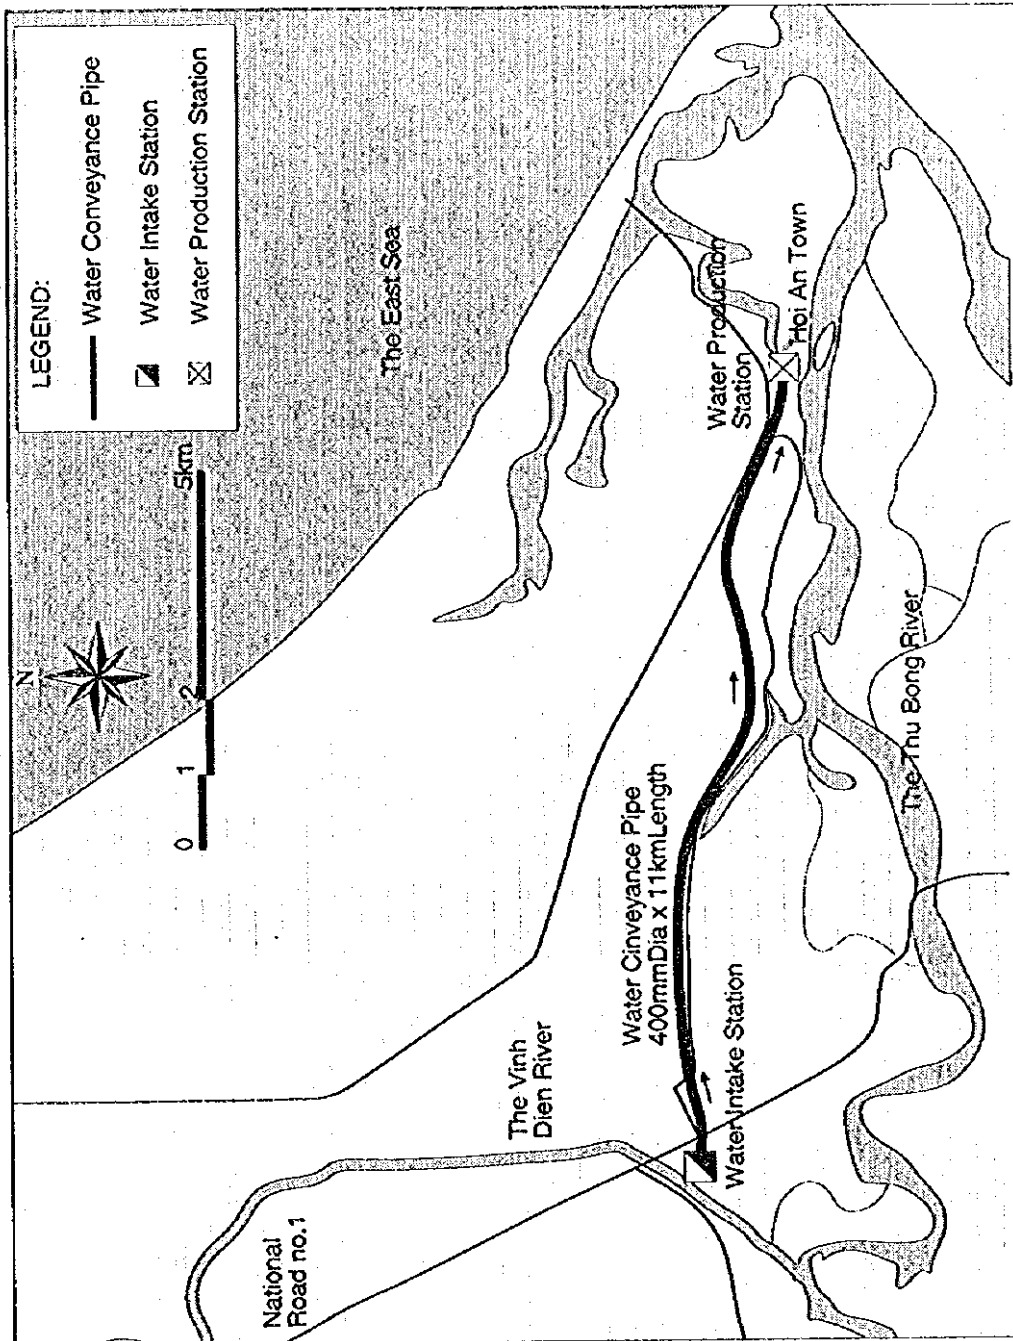 LEGEND:
Water Conveyance Pipe
Water Intake Station
Water Production Station
N
0
1
2
5km
The East Sea
National
Road no.1
The Vinh
Dien River
Water Cinveyance Pipe
400mmDia x 11kmLength
Water Production
Station
Hoi An Town
Water Intake Station
The Thu Bong River